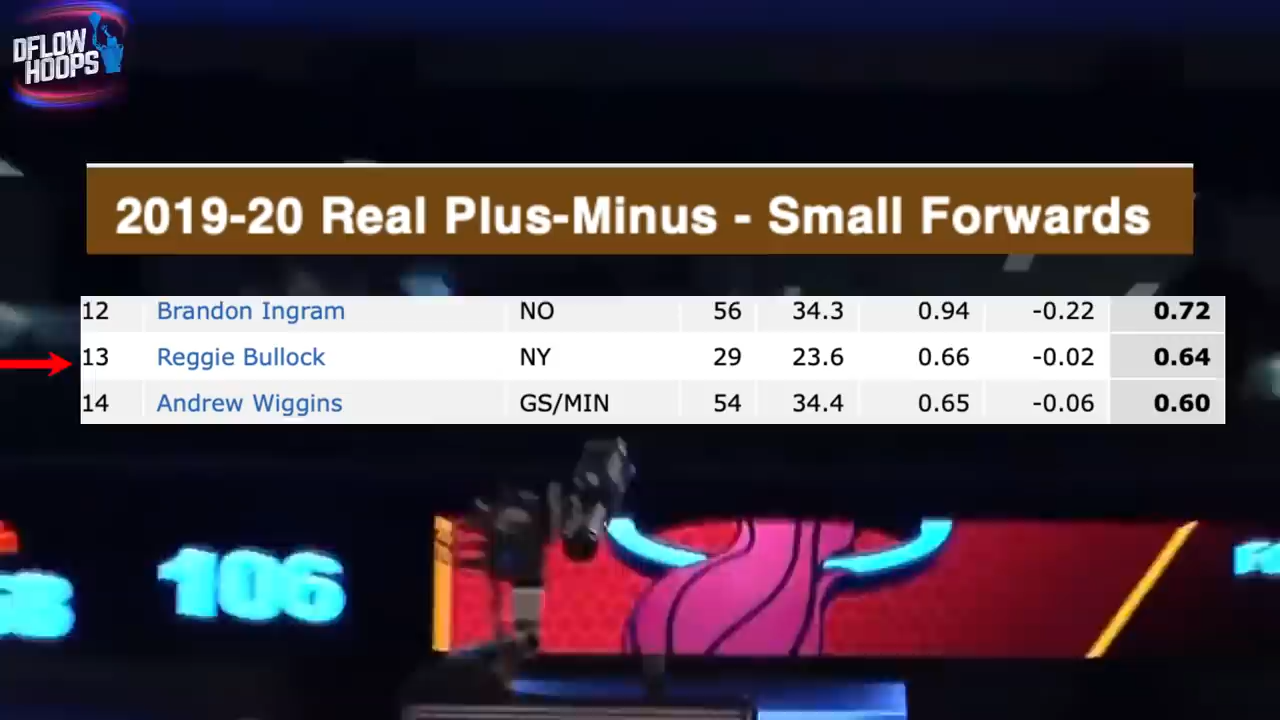 DFLOW
HOOPS
2019-20 Real Plus-Minus - Small Forwards
12 Brandon Ingram NO 56 34.3 0.94 -0.22 0.72
13 Reggie Bullock NY 29 23.6 0.66 -0.02 0.64
14 Andrew Wiggins GS/MIN 54 34.4 0.65 -0.06 0.60
106